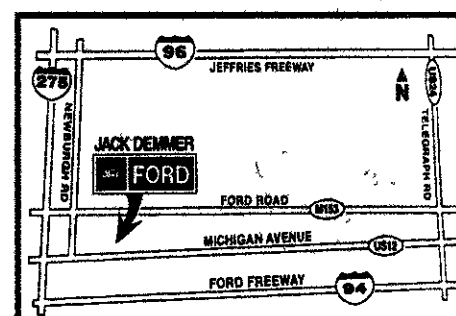 96
JEFFRIES FREEWAY
275
N
US24
NEWBURGH RD
TELEGRAPH RD
JACK DEMMER
FORD
FORD ROAD
M153
MICHIGAN AVENUE
US12
FORD FREEWAY
94